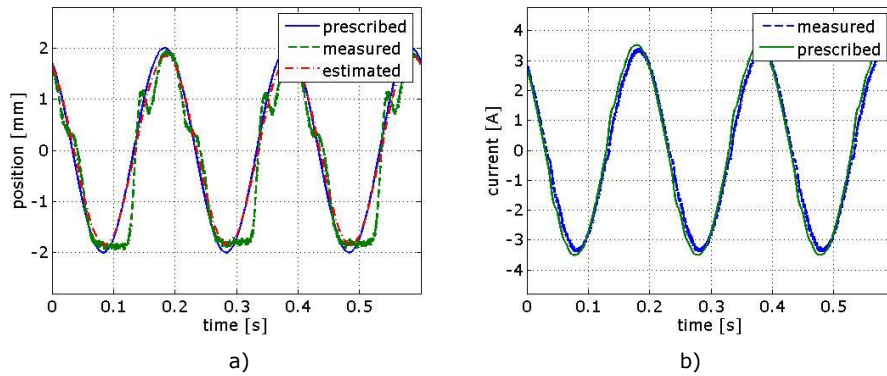 prescribed
measured
estimated
position [mm]
2
1
0
-1
-2
0
0.1
0.2
0.3
0.4
0.5
time [s]
a)
measured
prescribed
current [A]
4
3
2
1
0
-1
-2
-3
-4
0
0.1
0.2
0.3
0.4
0.5
time [s]
b)